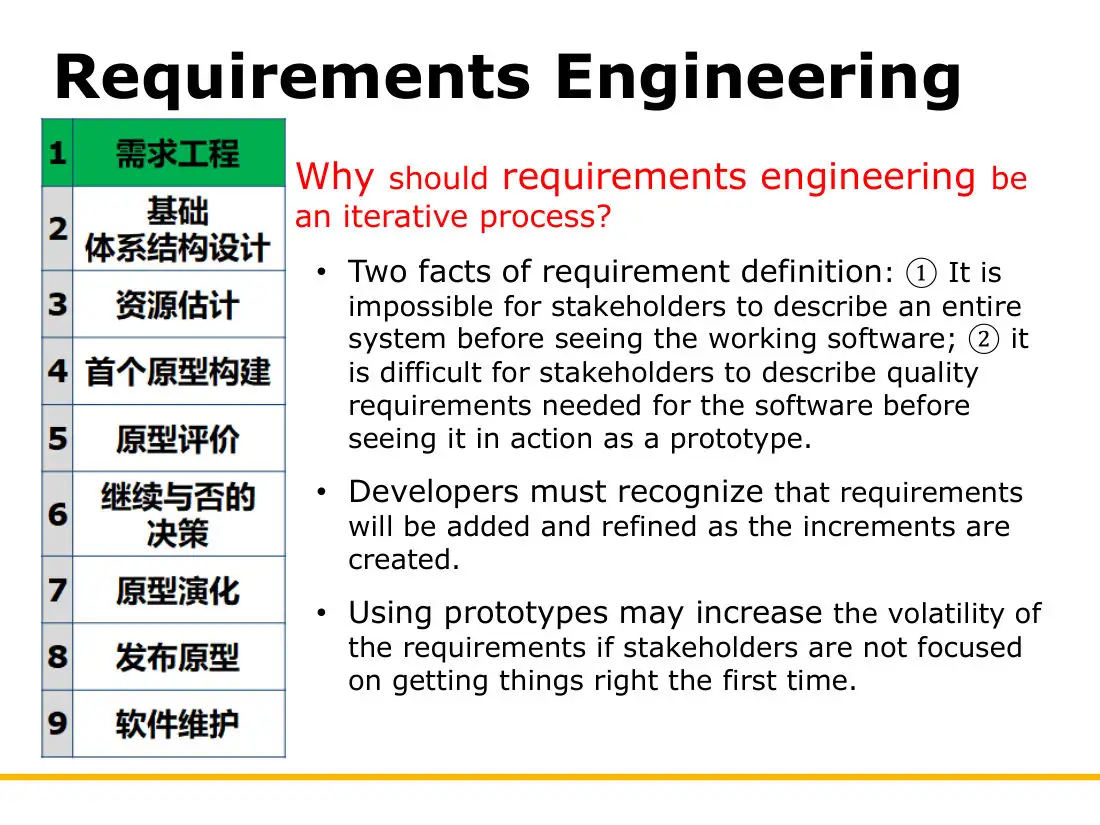 Requirements Engineering
1 需求工程
2 基础
体系结构设计
3 资源估计
4 首个原型构建
5 原型评价
6 继续与否的
决策
7 原型演化
8 发布原型
9 软件维护
Why should requirements engineering be
an iterative process?
• Two facts of requirement definition: ① It is
impossible for stakeholders to describe an entire
system before seeing the working software; ② it
is difficult for stakeholders to describe quality
requirements needed for the software before
seeing it in action as a prototype.
• Developers must recognize that requirements
will be added and refined as the increments are
created.
• Using prototypes may increase the volatility of
the requirements if stakeholders are not focused
on getting things right the first time.